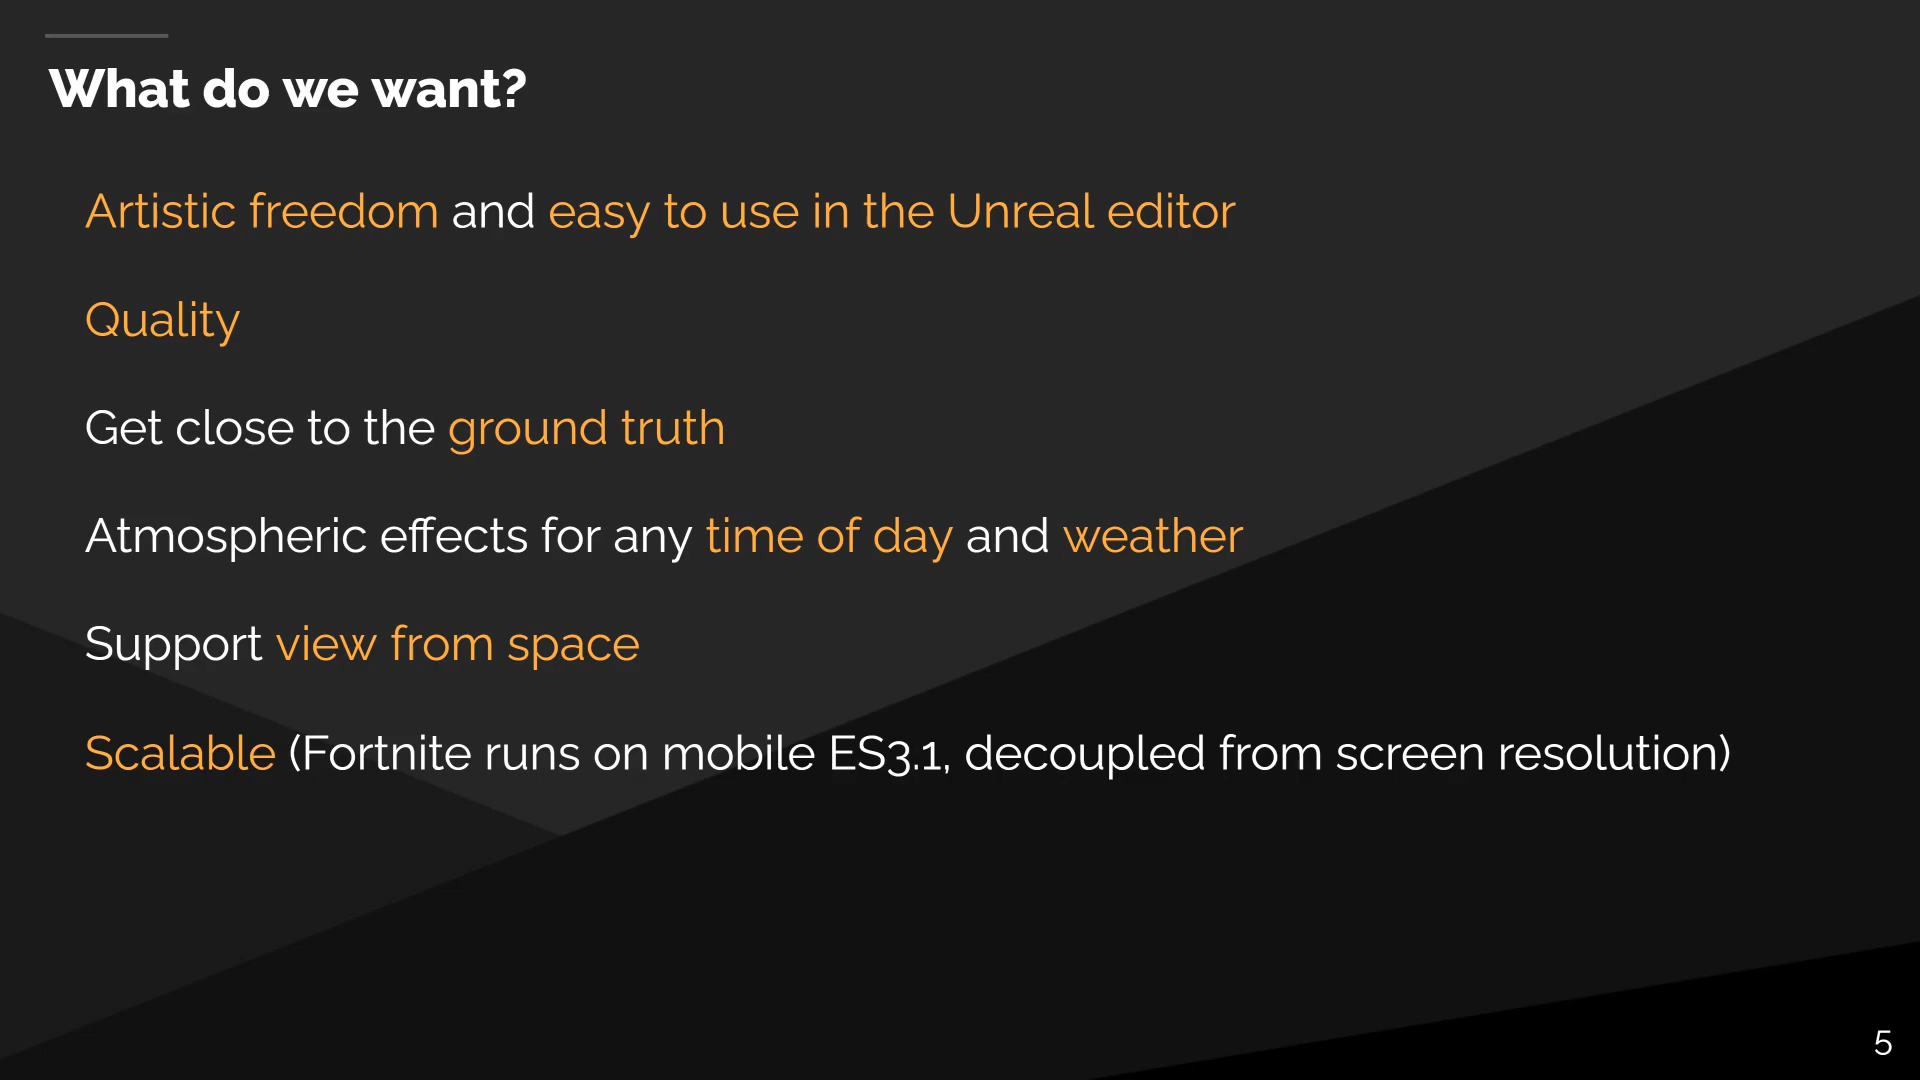 What do we want?
Artistic freedom and easy to use in the Unreal editor
Quality
Get close to the ground truth
Atmospheric effects for any time of day and weather
Support view from space
Scalable (Fortnite runs on mobile ES3.1, decoupled from screen resolution)
5